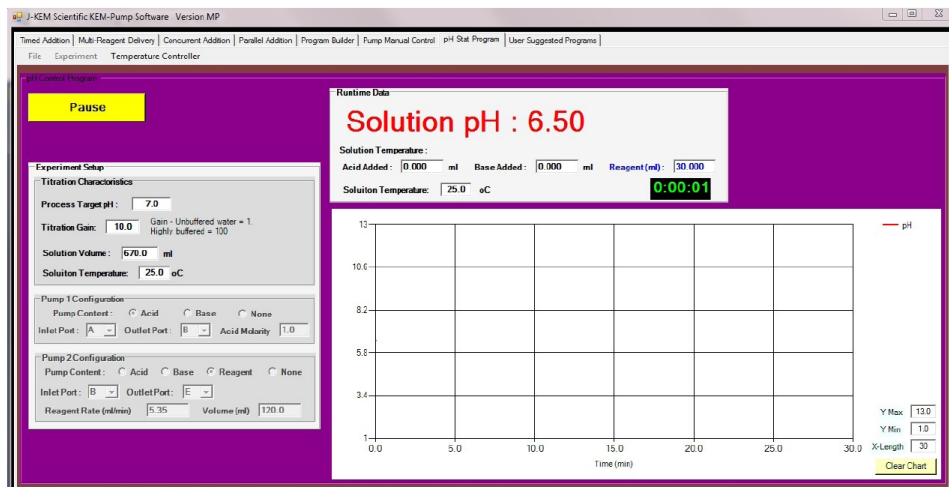 J-KEM Scientific KEM-Pump Software Version MP
Timed Addition | Multi-Reagent Delivery | Concurrent Addition | Parallel Addition | Program Builder | Pump Manual Control | pH Stat Program | User Suggested Programs
File Experiment Temperature Controller
pH Control Program
Pause
Runtime Data
Solution pH : 6.50
Solution Temperature :
Acid Added : 0.000 ml Base Added : 0.000 ml Reagent (ml) : 30.000
Soluiton Temperature: 25.0 oC 0:00:01
Experiment Setup
Titration Characteristics
Process Target pH : 7.0
Titration Gain: 10.0 Gain - Unbuffered water = 1.
Highly buffered = 100
Solution Volume : 670.0 ml
Soluiton Temperature: 25.0 oC
Pump 1 Configuration
Pump Content : Acid Base None
Inlet Port : A Outlet Port : B Acid Molarity 1.0
Pump 2 Configuration
Pump Content : Acid Base Reagent None
Inlet Port : B Outlet Port : E
Reagent Rate (ml/min) 5.35 Volume (ml) 120.0
13
10.6
8.2
5.8
3.4
1
0.0 5.0 10.0 15.0 20.0 25.0 30.0
Time (min)
pH
Y Max 13.0
Y Min 1.0
X-Length 30
Clear Chart